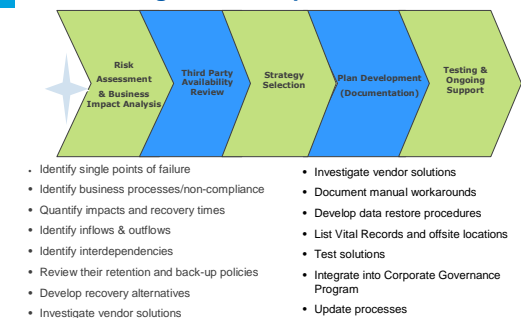 Risk
Assessment
& Business
Impact Analysis
Third Party
Availability
Review
Strategy
Selection
Plan Development
(Documentation)
Testing &
Ongoing
Support
• Identify single points of failure
• Identify business processes/non-compliance
• Quantify impacts and recovery times
• Identify inflows & outflows
• Identify interdependencies
• Review their retention and back-up policies
• Develop recovery alternatives
• Investigate vendor solutions
• Investigate vendor solutions
• Document manual workarounds
• Develop data restore procedures
• List Vital Records and offsite locations
• Test solutions
• Integrate into Corporate Governance
Program
• Update processes